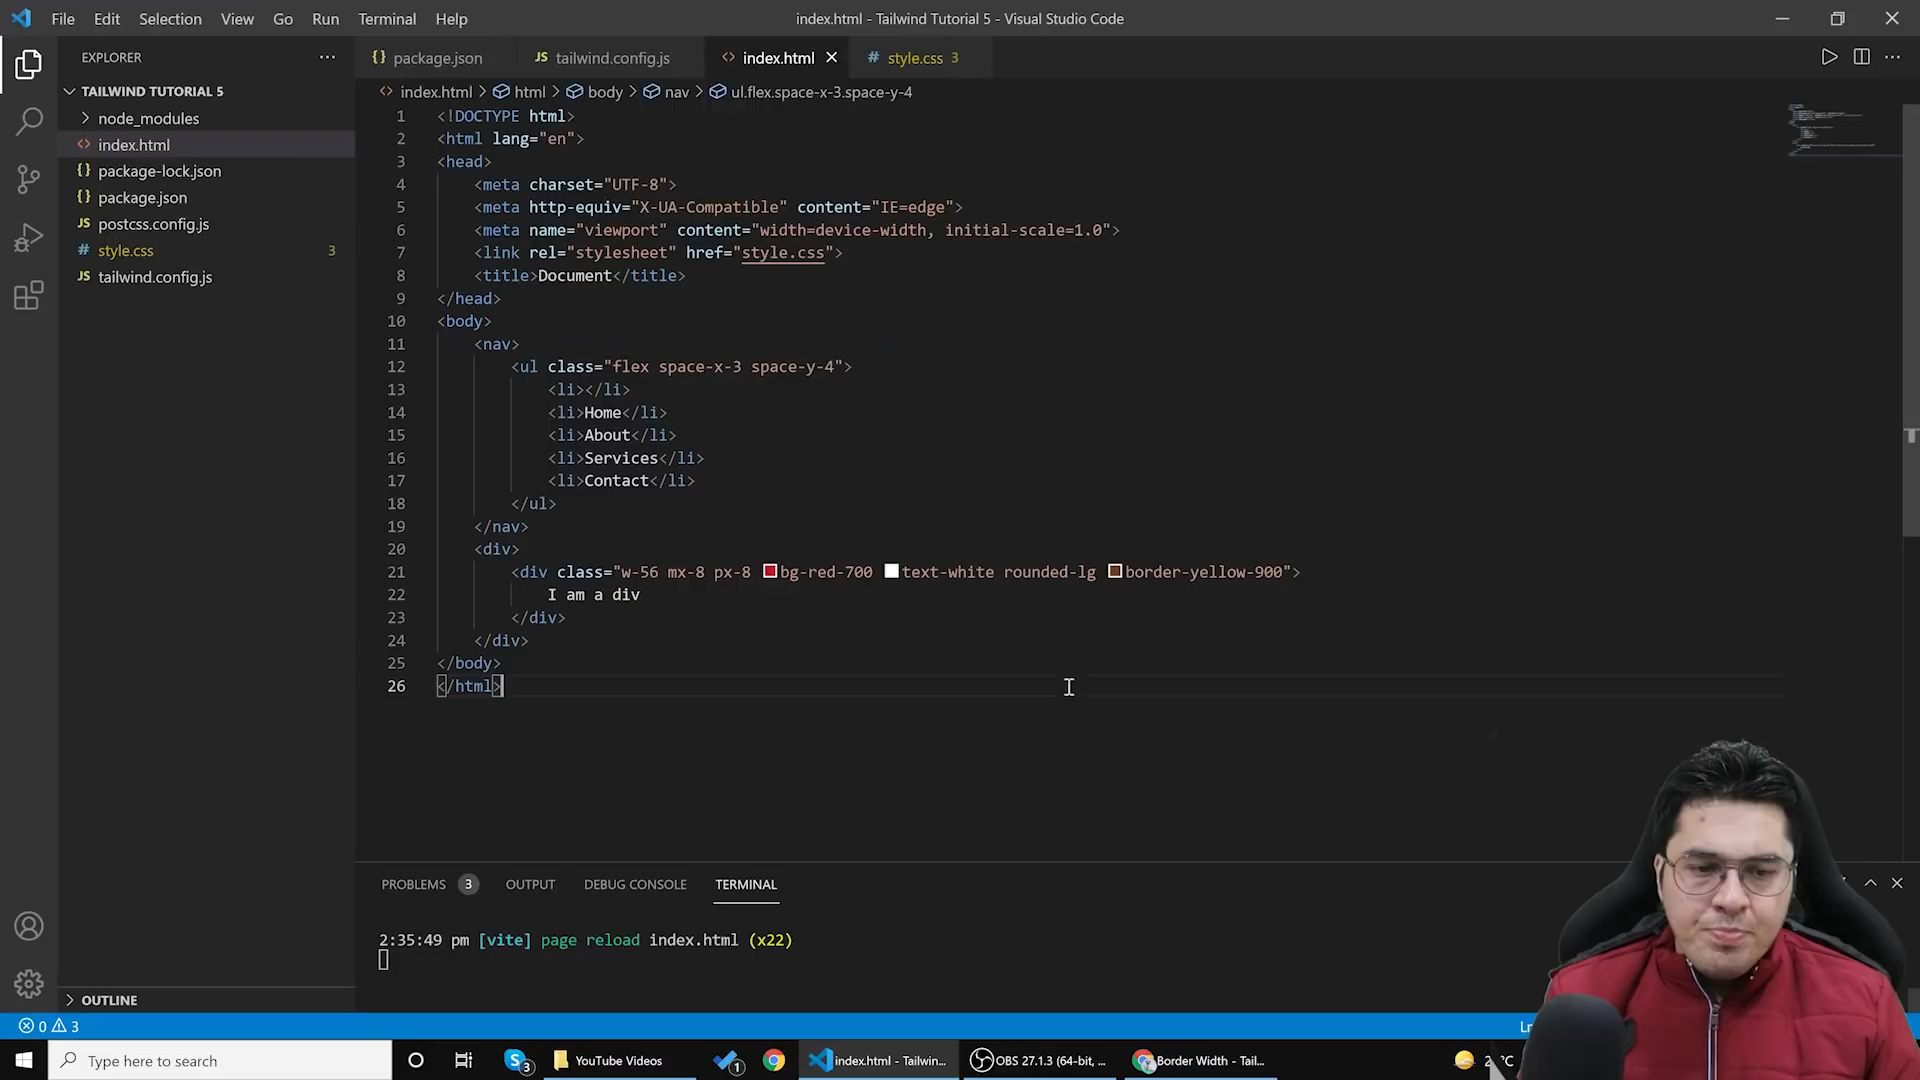 File Edit Selection View Go Run Terminal Help
index.html - Tailwind Tutorial 5 - Visual Studio Code
EXPLORER
TAILWIND TUTORIAL 5
node_modules
index.html
package-lock.json
package.json
postcss.config.js
style.css 3
tailwind.config.js
OUTLINE
package.json tailwind.config.js index.html style.css 3
index.html > html > body > nav > ul.flex.space-x-3.space-y-4
1 <!DOCTYPE html>
2 <html lang="en">
3 <head>
4 <meta charset="UTF-8">
5 <meta http-equiv="X-UA-Compatible" content="IE=edge">
6 <meta name="viewport" content="width=device-width, initial-scale=1.0">
7 <link rel="stylesheet" href="style.css">
8 <title>Document</title>
9 </head>
10 <body>
11 <nav>
12 <ul class="flex space-x-3 space-y-4">
13 <li></li>
14 <li>Home</li>
15 <li>About</li>
16 <li>Services</li>
17 <li>Contact</li>
18 </ul>
19 </nav>
20 <div>
21 <div class="w-56 mx-8 px-8 bg-red-700 text-white rounded-lg border-yellow-900">
22 I am a div
23 </div>
24 </div>
25 </body>
26 </html>
PROBLEMS 3 OUTPUT DEBUG CONSOLE TERMINAL
2:35:49 pm [vite] page reload index.html (x22)
0 3
Type here to search
3
YouTube Videos
1
index.html - Tailwin...
OBS 27.1.3 (64-bit, ...
Border Width - Tail...